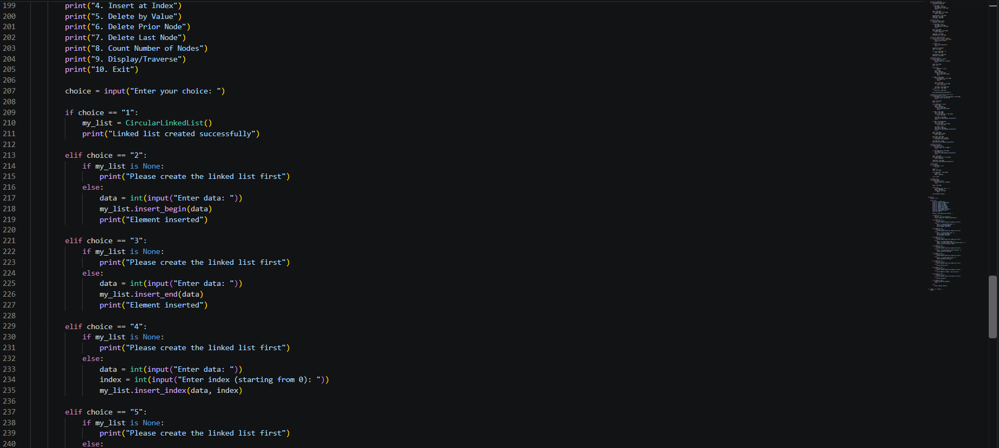 199 print("4. Insert at Index")
200 print("5. Delete by Value")
201 print("6. Delete Prior Node")
202 print("7. Delete Last Node")
203 print("8. Count Number of Nodes")
204 print("9. Display/Traverse")
205 print("10. Exit")
206
207 choice = input("Enter your choice: ")
208
209 if choice == "1":
210 my_list = CircularLinkedList()
211 print("Linked list created successfully")
212
213 elif choice == "2":
214 if my_list is None:
215 print("Please create the linked list first")
216 else:
217 data = int(input("Enter data: "))
218 my_list.insert_begin(data)
219 print("Element inserted")
220
221 elif choice == "3":
222 if my_list is None:
223 print("Please create the linked list first")
224 else:
225 data = int(input("Enter data: "))
226 my_list.insert_end(data)
227 print("Element inserted")
228
229 elif choice == "4":
230 if my_list is None:
231 print("Please create the linked list first")
232 else:
233 data = int(input("Enter data: "))
234 index = int(input("Enter index (starting from 0): "))
235 my_list.insert_index(data, index)
236
237 elif choice == "5":
238 if my_list is None:
239 print("Please create the linked list first")
240 else: